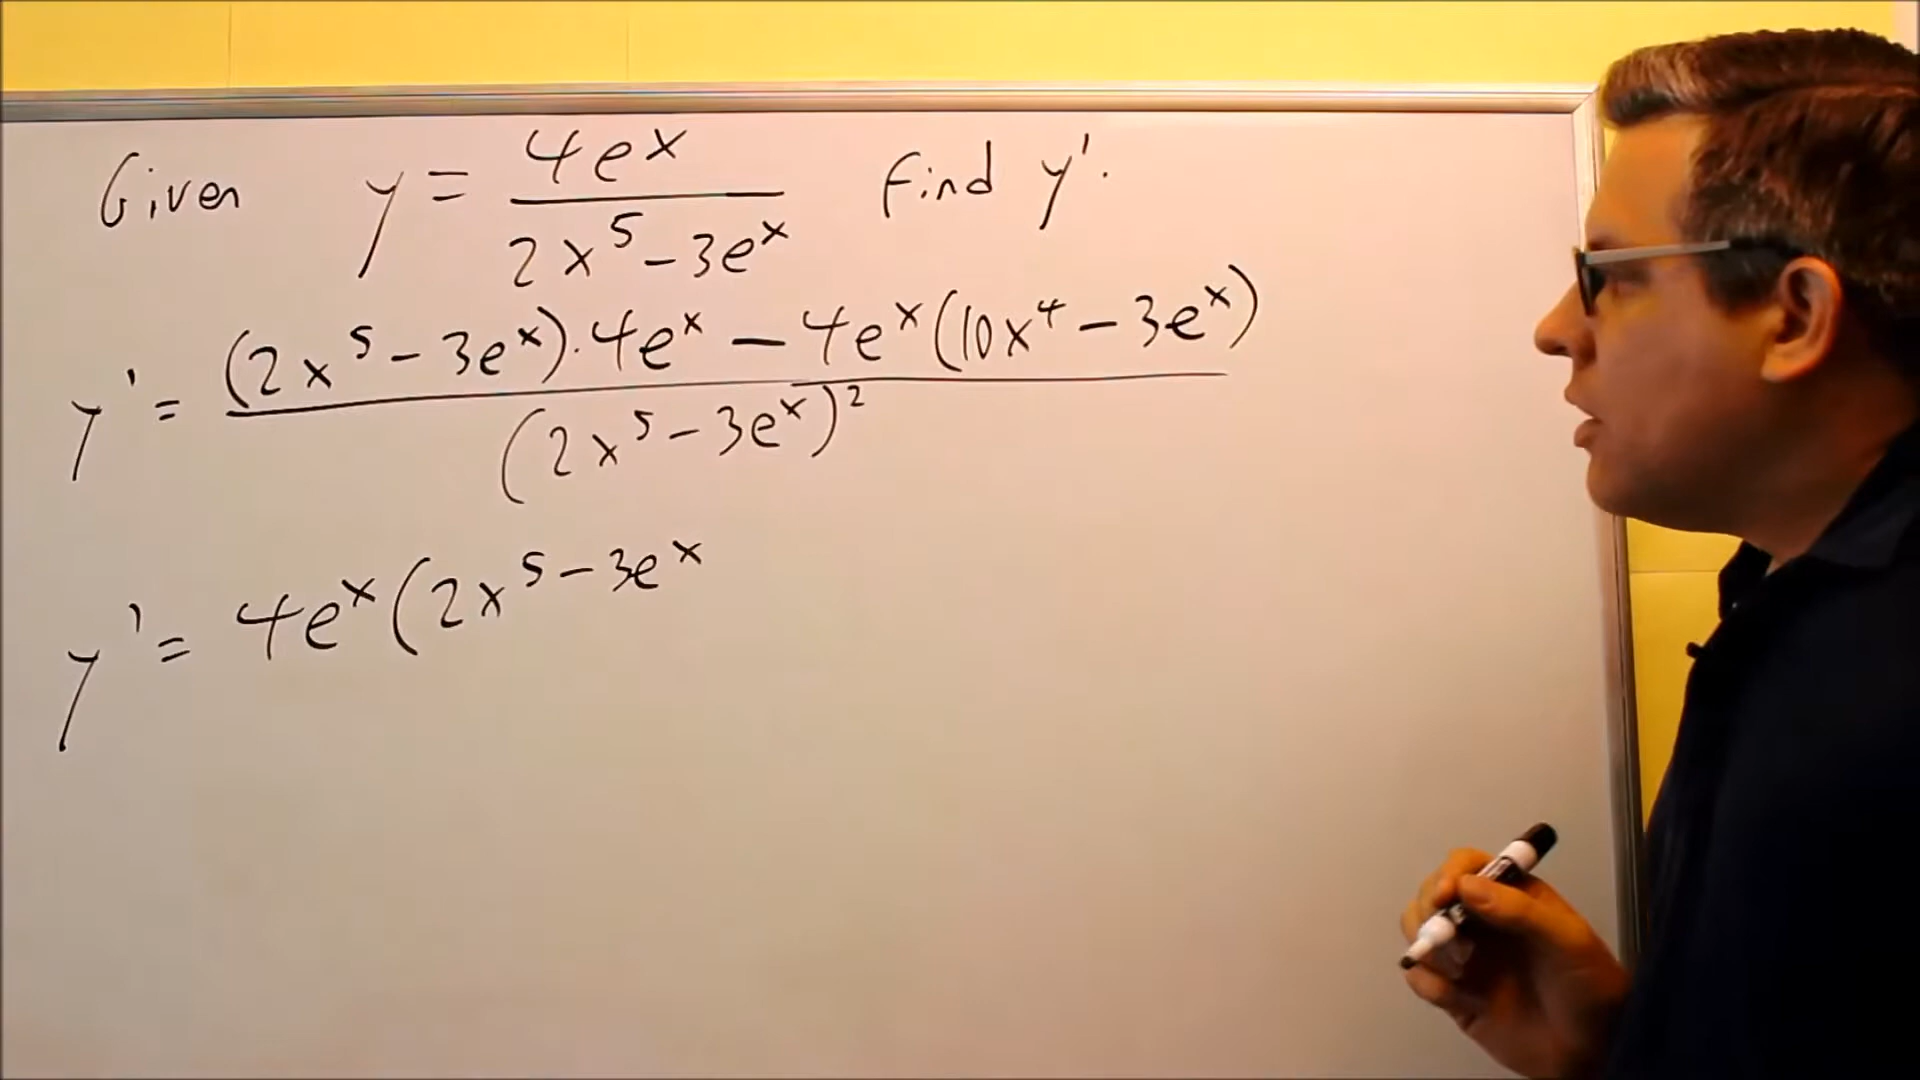 Given y = 4e^x / (2x^5 - 3e^x) find y'.
y' = ((2x^5 - 3e^x)·4e^x - 4e^x(10x^4 - 3e^x)) / (2x^5 - 3e^x)^2
y' = 4e^x(2x^5 - 3e^x